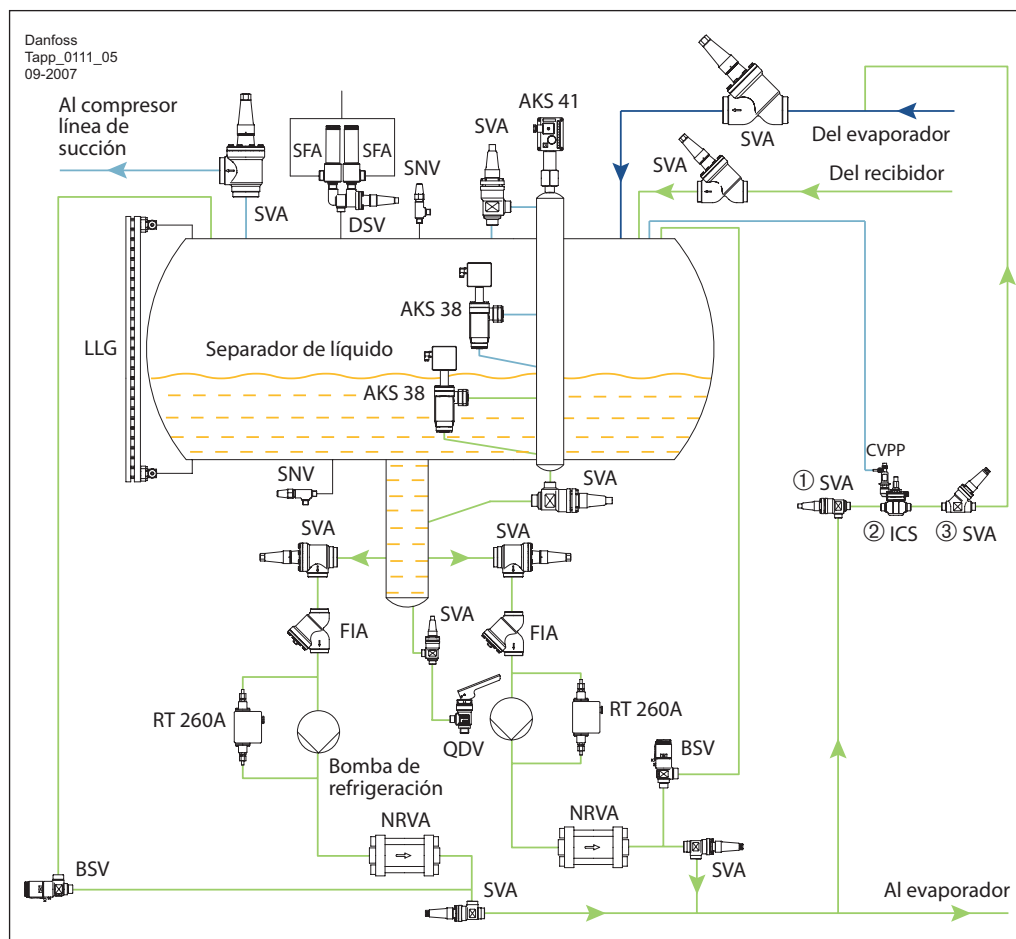 Danfoss
Tapp_0111_05
09-2007
Al compresor
línea de
succión
SVA
SFA
SFA
DSV
SNV
SVA
AKS 41
SVA
Del evaporador
SVA
Del recibidor
LLG
AKS 38
Separador de líquido
AKS 38
SNV
SVA
CVPP
① SVA
② ICS
③ SVA
SVA
SVA
FIA
SVA
FIA
RT 260A
QDV
RT 260A
Bomba de
refrigeración
BSV
NRVA
NRVA
BSV
SVA
SVA
Al evaporador